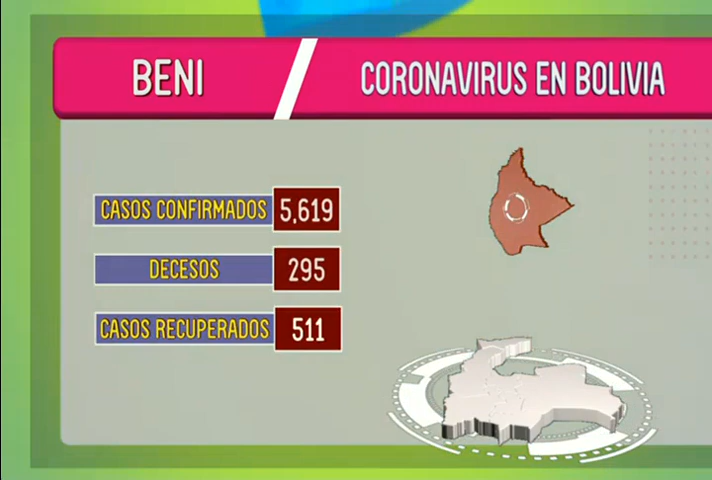 BENI
CORONAVIRUS EN BOLIVIA
CASOS CONFIRMADOS 5,619
DECESOS 295
CASOS RECUPERADOS 511